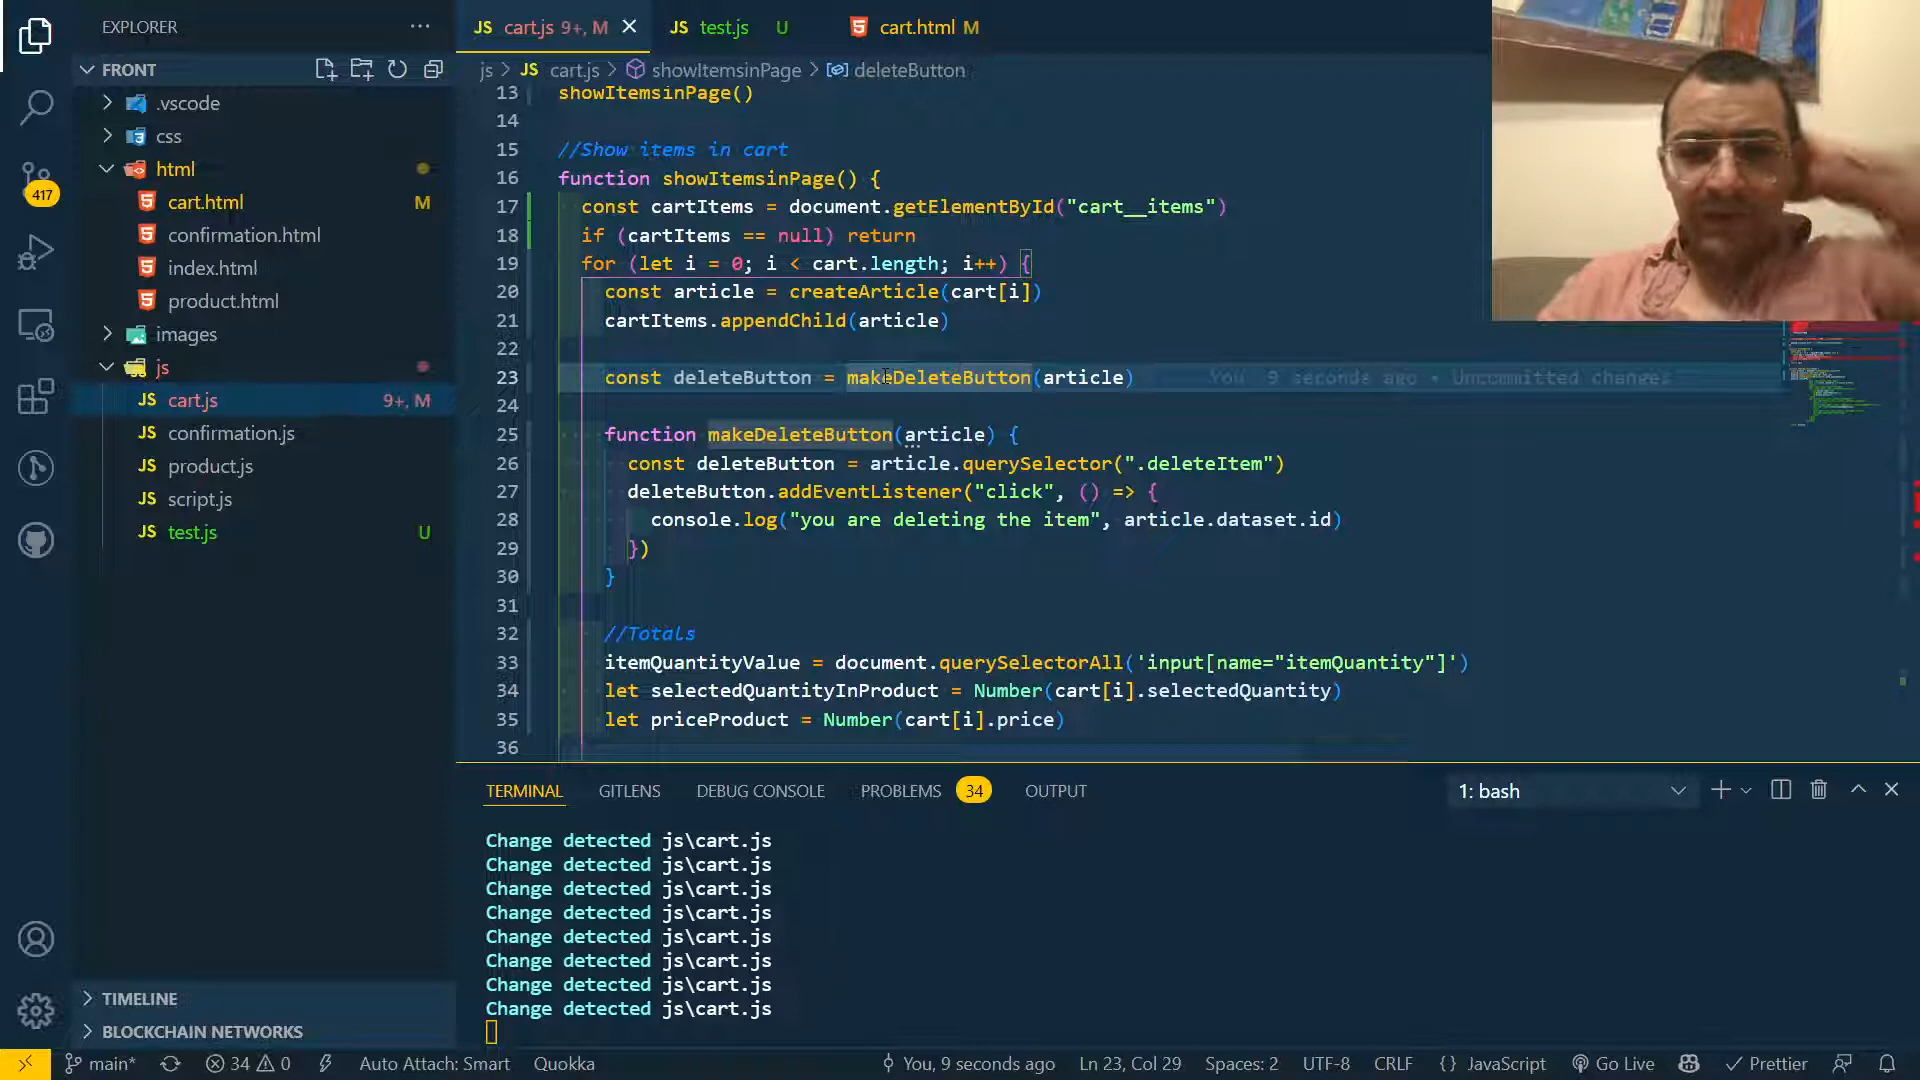 EXPLORER
FRONT
.vscode
css
html
cart.html M
confirmation.html
index.html
product.html
images
js
cart.js 9+, M
confirmation.js
product.js
script.js
test.js U
TIMELINE
BLOCKCHAIN NETWORKS
417
JS cart.js 9+, M
JS test.js U
cart.html M
js > JS cart.js > showItemsinPage > deleteButton
13 showItemsinPage()
14
15 //Show items in cart
16 function showItemsinPage() {
17 const cartItems = document.getElementById("cart__items")
18 if (cartItems == null) return
19 for (let i = 0; i < cart.length; i++) {
20 const article = createArticle(cart[i])
21 cartItems.appendChild(article)
22
23 const deleteButton = makeDeleteButton(article) You, 9 seconds ago • Uncommitted changes
24
25 function makeDeleteButton(article) {
26 const deleteButton = article.querySelector(".deleteItem")
27 deleteButton.addEventListener("click", () => {
28 console.log("you are deleting the item", article.dataset.id)
29 })
30 }
31
32 //Totals
33 itemQuantityValue = document.querySelectorAll('input[name="itemQuantity"]')
34 let selectedQuantityInProduct = Number(cart[i].selectedQuantity)
35 let priceProduct = Number(cart[i].price)
36
TERMINAL GITLENS DEBUG CONSOLE PROBLEMS 34 OUTPUT
1: bash
Change detected js\cart.js
Change detected js\cart.js
Change detected js\cart.js
Change detected js\cart.js
Change detected js\cart.js
Change detected js\cart.js
Change detected js\cart.js
Change detected js\cart.js
main* 34 0 Auto Attach: Smart Quokka You, 9 seconds ago Ln 23, Col 29 Spaces: 2 UTF-8 CRLF {} JavaScript Go Live Prettier